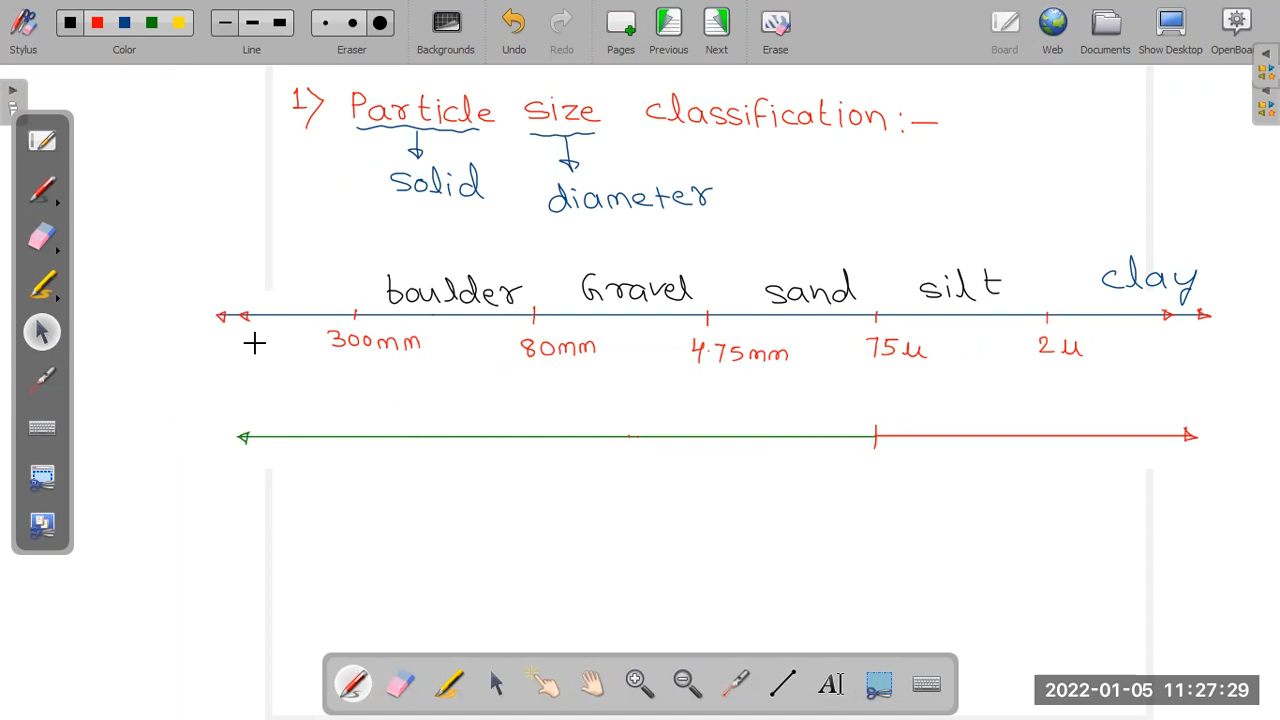 Stylus Color Line Eraser Backgrounds Undo Redo Pages Previous Next Erase Board Web Documents Show Desktop OpenBoard
1) Particle size classification:-
solid diameter
boulder Gravel sand silt clay
300mm 80mm 4.75mm 75μ 2μ
2022-01-05 11:27:29